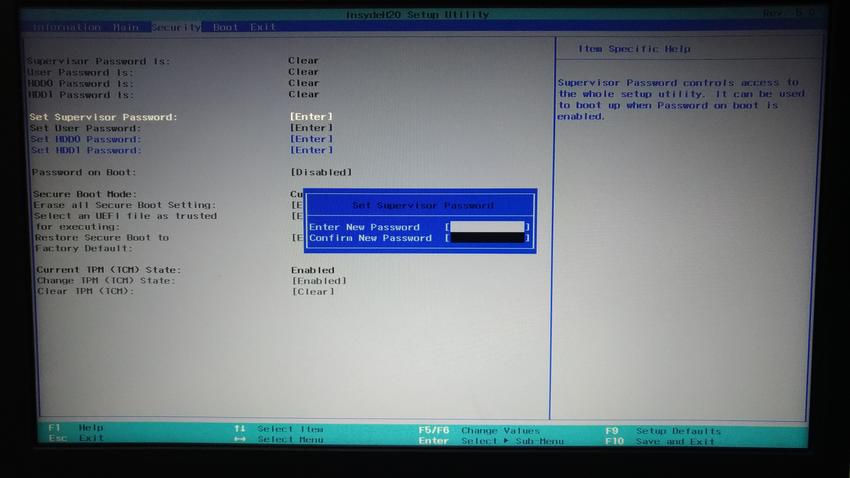 InsydeH20 Setup Utility Rev. 5.0
Information Main Security Boot Exit
Item Specific Help
Supervisor Password Is: Clear
User Password Is: Clear
HDD0 Password Is: Clear
HDD1 Password Is: Clear
Supervisor Password controls access to
the whole setup utility. It can be used
to boot up when Password on boot is
enabled.
Set Supervisor Password: [Enter]
Set User Password: [Enter]
Set HDD0 Password: [Enter]
Set HDD1 Password: [Enter]
Password on Boot: [Disabled]
Secure Boot Mode: Cu
Erase all Secure Boot Setting: [E
Select an UEFI file as trusted [E
for executing:
Restore Secure Boot to [E
Factory Default:
Set Supervisor Password
Enter New Password [ ]
Confirm New Password [ ]
Current TPM (TCM) State: Enabled
Change TPM (TCM) State: [Enabled]
Clear TPM (TCM): [Clear]
F1 Help ↑↓ Select Item F5/F6 Change Values F9 Setup Defaults
Esc Exit ↔ Select Menu Enter Select ▶ Sub-Menu F10 Save and Exit